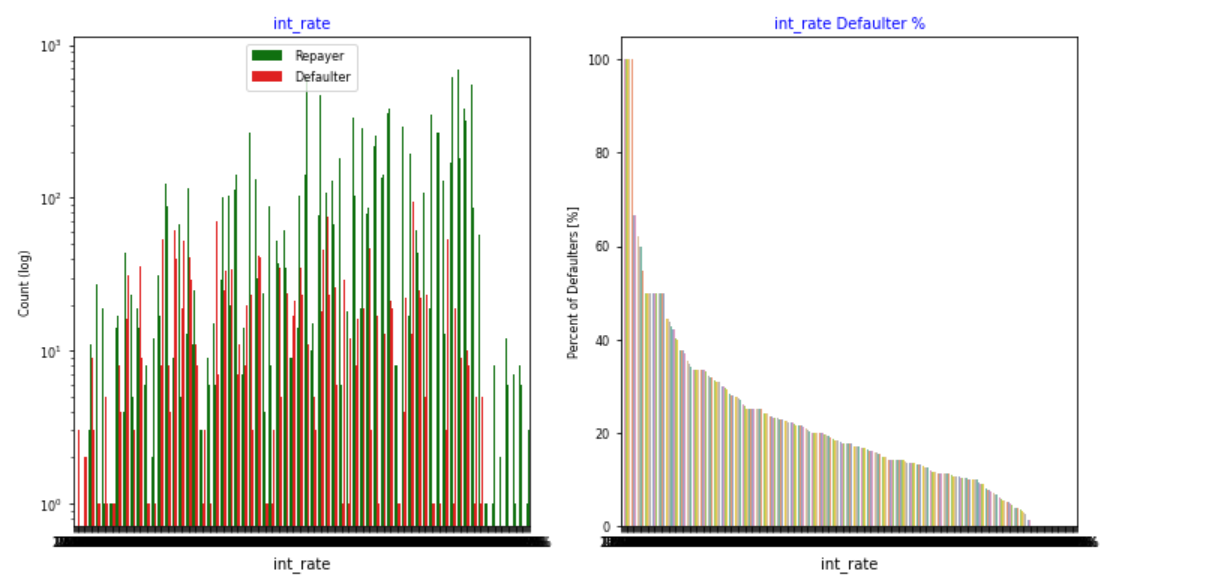 int_rate
int_rate Defaulter %
10³
10²
10¹
10⁰
Count (log)
Repayer
Defaulter
int_rate
100
80
60
40
20
0
Percent of Defaulters [%]
int_rate